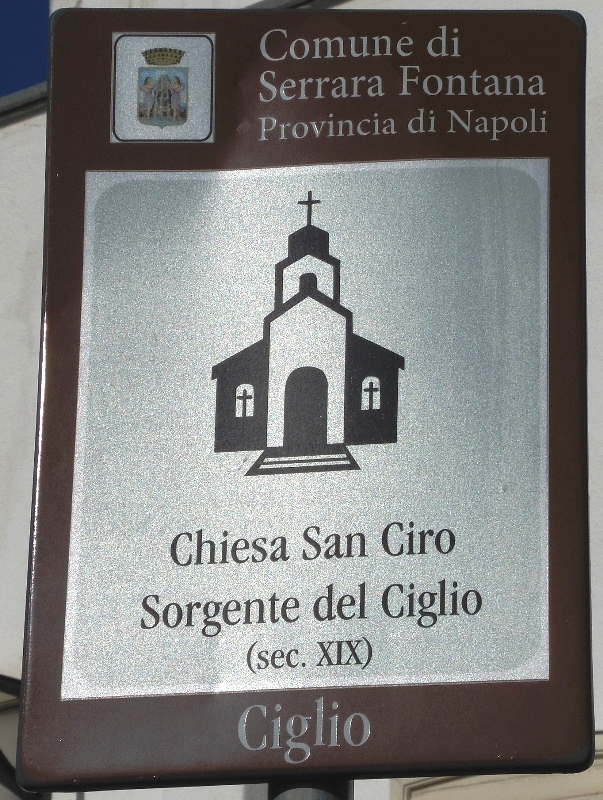 Comune di
Serrara Fontana
Provincia di Napoli
Chiesa San Ciro
Sorgente del Ciglio
(sec. XIX)
Ciglio